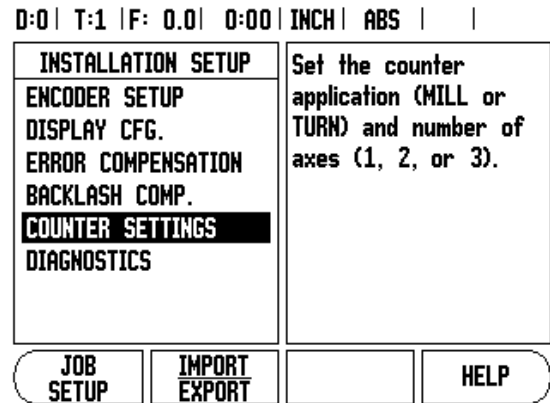 D:0 | T:1 | F: 0.0 | 0:00 | INCH | ABS | |
INSTALLATION SETUP
ENCODER SETUP
DISPLAY CFG.
ERROR COMPENSATION
BACKLASH COMP.
COUNTER SETTINGS
DIAGNOSTICS
Set the counter
application (MILL or
TURN) and number of
axes (1, 2, or 3).
JOB
SETUP
IMPORT
EXPORT
HELP